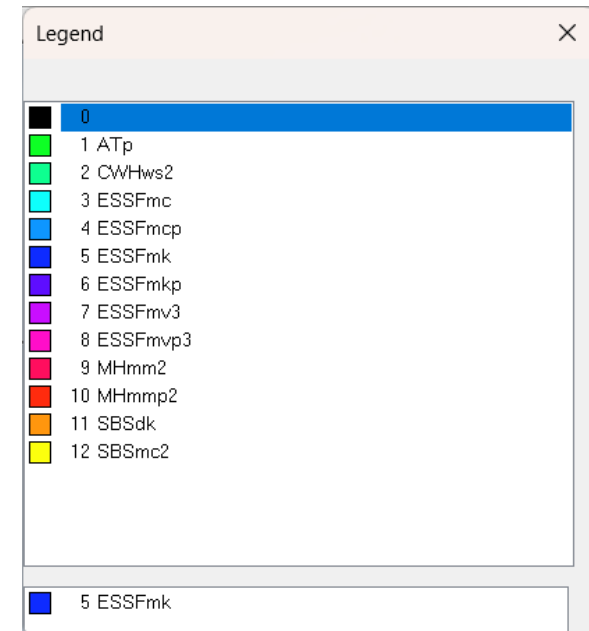 Legend
0
1 ATp
2 CWHws2
3 ESSFmc
4 ESSFmcp
5 ESSFmk
6 ESSFmkp
7 ESSFmv3
8 ESSFmvp3
9 MHmm2
10 MHmmp2
11 SBSdk
12 SBSmc2
5 ESSFmk